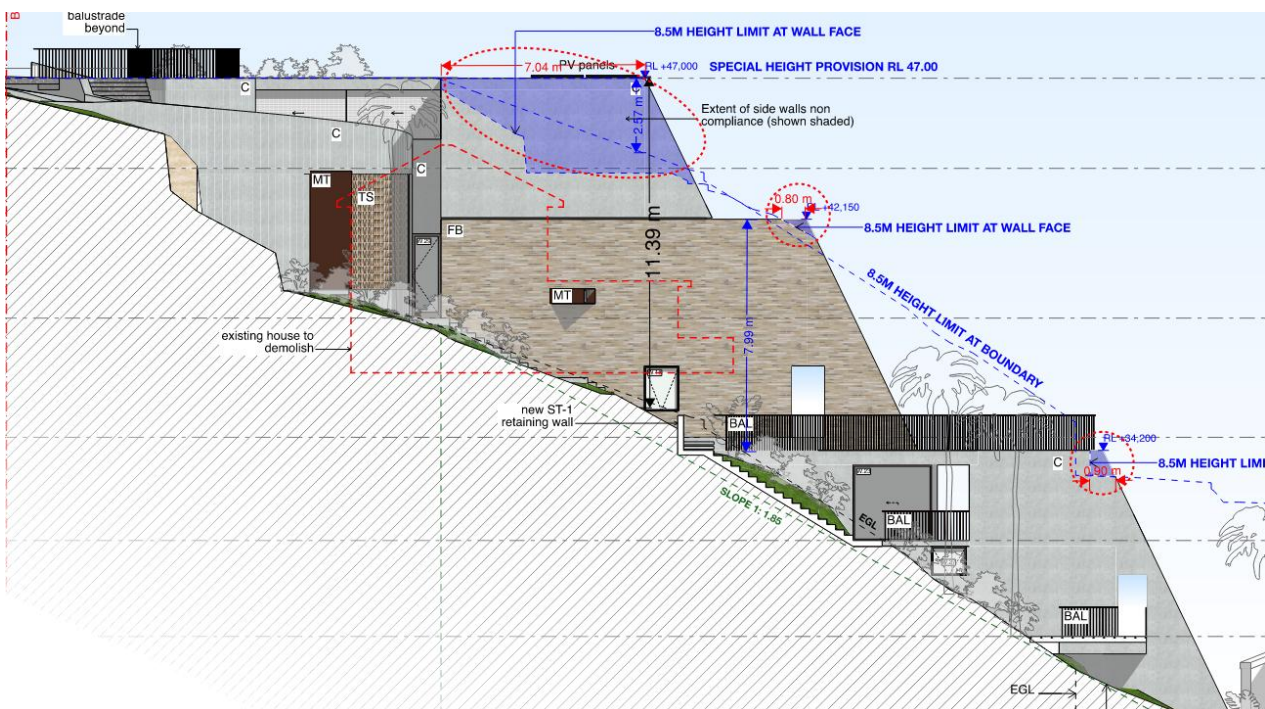 B
balustrade
beyond
8.5M HEIGHT LIMIT AT WALL FACE
7.04 m
PV panels
RL +47,000
SPECIAL HEIGHT PROVISION RL 47.00
C
C
Extent of side walls non
compliance (shown shaded)
2.57 m
C
C
MT
TS
0.80 m
+42,150
8.5M HEIGHT LIMIT AT WALL FACE
FB
11.39 m
8.5M HEIGHT LIMIT AT BOUNDARY
MT
7.99 m
existing house to
demolish
new ST-1
retaining wall
BAL
RL +34,200
C
8.5M HEIGHT LIMI
0.90 m
SLOPE 1: 1.85
EGL
BAL
BAL
EGL